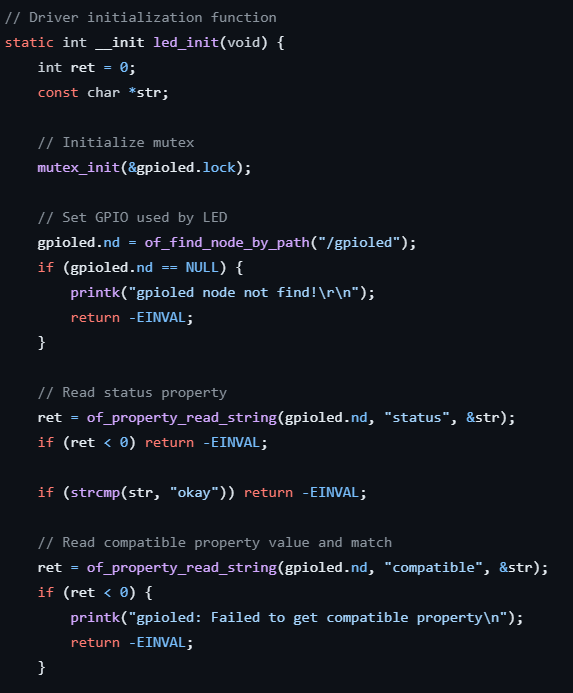 // Driver initialization function
static int __init led_init(void) {
    int ret = 0;
    const char *str;

    // Initialize mutex
    mutex_init(&gpioled.lock);

    // Set GPIO used by LED
    gpioled.nd = of_find_node_by_path("/gpioled");
    if (gpioled.nd == NULL) {
        printk("gpioled node not find!\r\n");
        return -EINVAL;
    }

    // Read status property
    ret = of_property_read_string(gpioled.nd, "status", &str);
    if (ret < 0) return -EINVAL;

    if (strcmp(str, "okay")) return -EINVAL;

    // Read compatible property value and match
    ret = of_property_read_string(gpioled.nd, "compatible", &str);
    if (ret < 0) {
        printk("gpioled: Failed to get compatible property\n");
        return -EINVAL;
    }